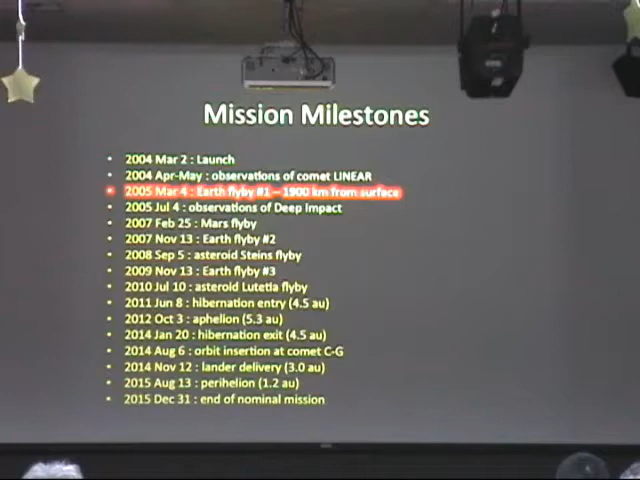 Mission Milestones
• 2004 Mar 2 : Launch
• 2004 Apr-May : observations of comet LINEAR
• 2005 Mar 4 : Earth flyby #1 – 1900 km from surface
• 2005 Jul 4 : observations of Deep Impact
• 2007 Feb 25 : Mars flyby
• 2007 Nov 13 : Earth flyby #2
• 2008 Sep 5 : asteroid Steins flyby
• 2009 Nov 13 : Earth flyby #3
• 2010 Jul 10 : asteroid Lutetia flyby
• 2011 Jun 8 : hibernation entry (4.5 au)
• 2012 Oct 3 : aphelion (5.3 au)
• 2014 Jan 20 : hibernation exit (4.5 au)
• 2014 Aug 6 : orbit insertion at comet C-G
• 2014 Nov 12 : lander delivery (3.0 au)
• 2015 Aug 13 : perihelion (1.2 au)
• 2015 Dec 31 : end of nominal mission